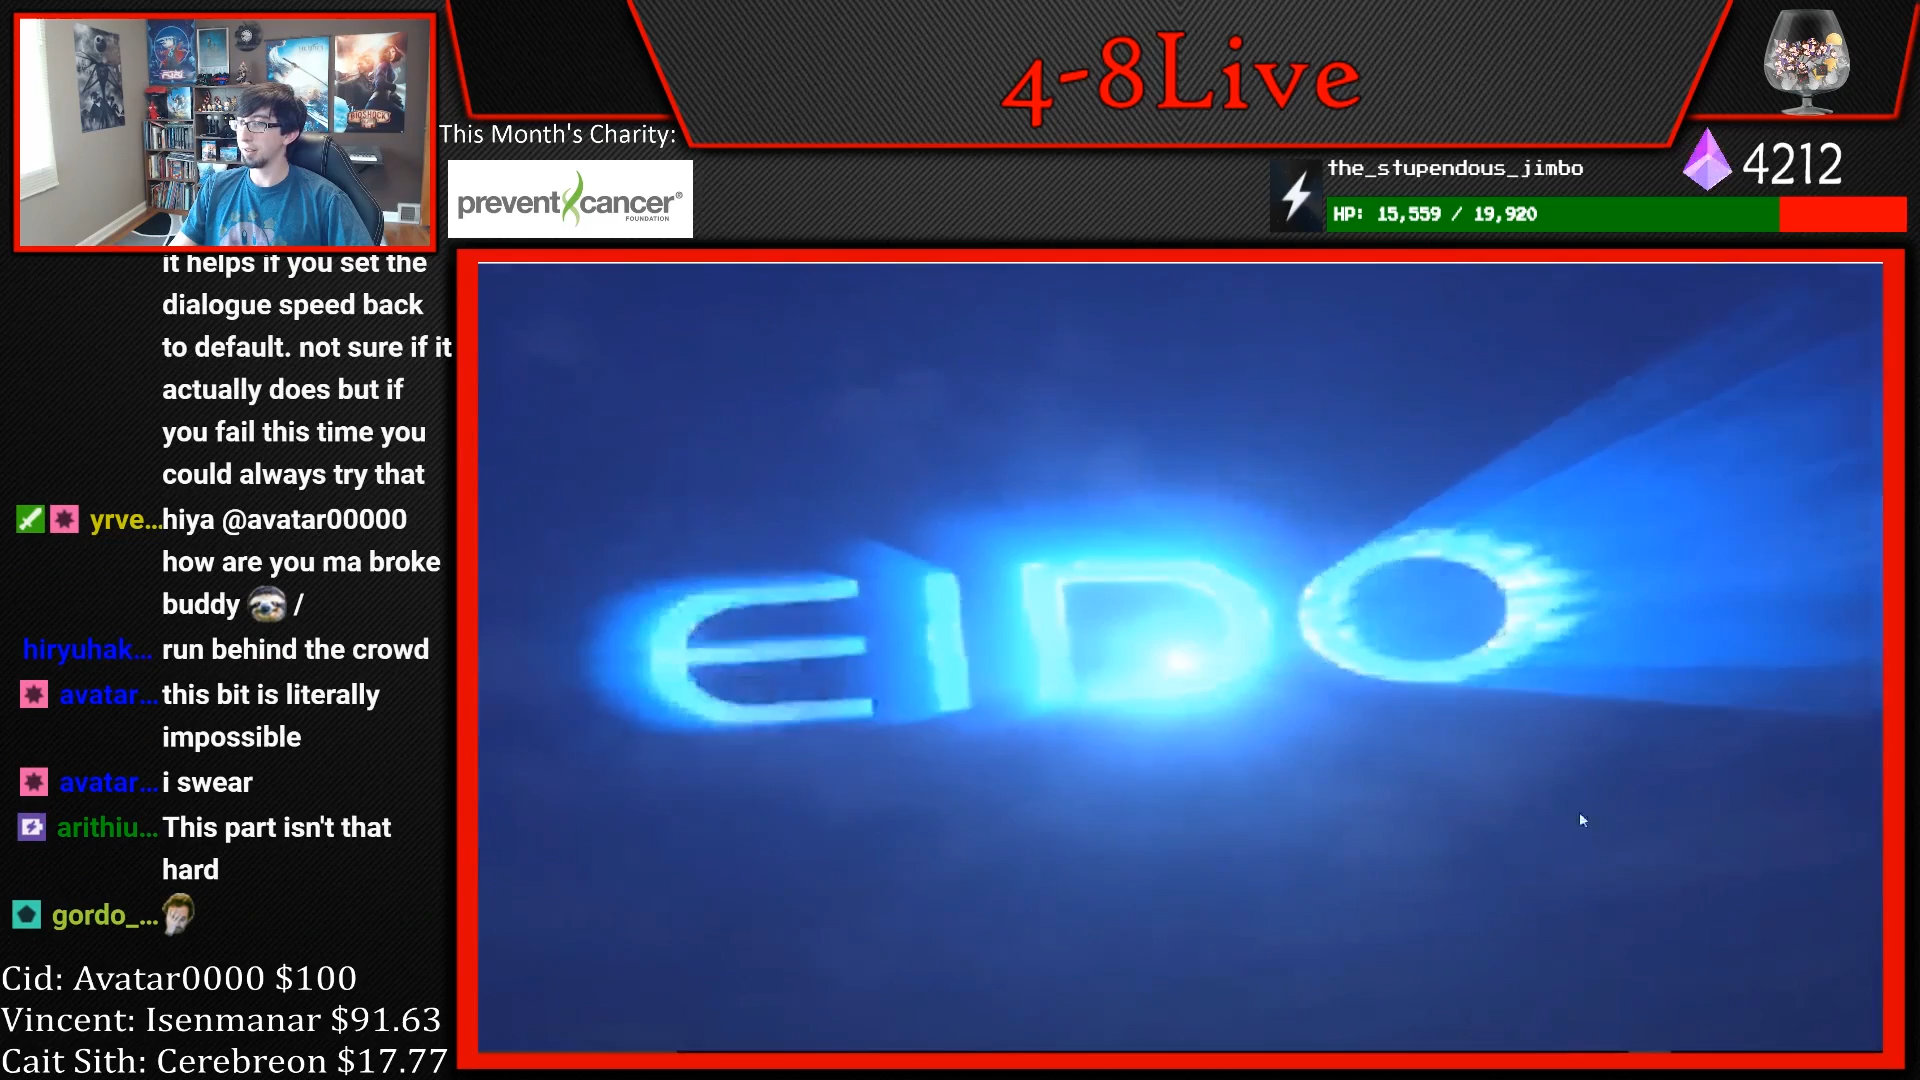 4-8Live
This Month's Charity:
prevent cancer®
FOUNDATION
the_stupendous_jimbo
4212
HP: 15,559 / 19,920
BIOSHOCK
it helps if you set the
dialogue speed back
to default. not sure if it
actually does but if
you fail this time you
could always try that
yrve... hiya @avatar00000
how are you ma broke
buddy /
hiryuhak... run behind the crowd
avatar... this bit is literally
impossible
avatar... i swear
arithiu... This part isn't that
hard
gordo_...
Cid: Avatar0000 $100
Vincent: Isenmanar $91.63
Cait Sith: Cerebreon $17.77
EIDO